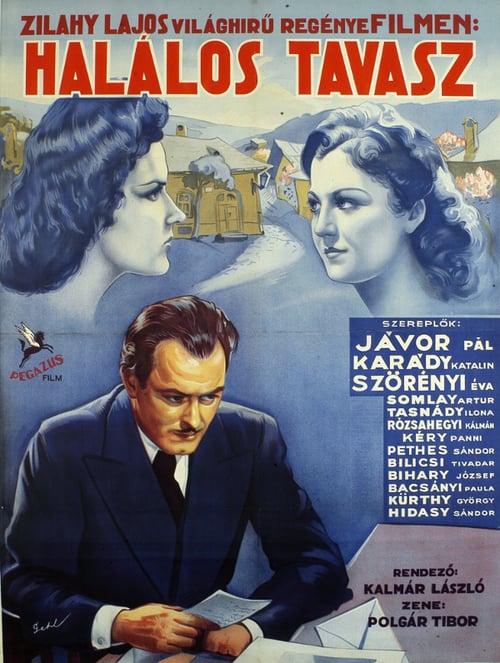 ZILAHY LAJOS VILÁGHIRŰ REGÉNYE FILMEN:
HALÁLOS TAVASZ
PEGAZUS
FILM
SZEREPLŐK:
JÁVOR PÁL
KARÁDY KATALIN
SZÖRÉNYI ÉVA
SOMLAY ARTUR
TASNÁDY ILONA
RÓZSAHEGYI KÁLMÁN
KÉRY PANNI
PETHES SÁNDOR
BILICSI TIVADAR
BIHARY JÓZSEF
BACSÁNYI PAULA
KÜRTHY GYÖRGY
HIDASY SÁNDOR
RENDEZŐ:
KALMÁR LÁSZLÓ
ZENE:
POLGÁR TIBOR